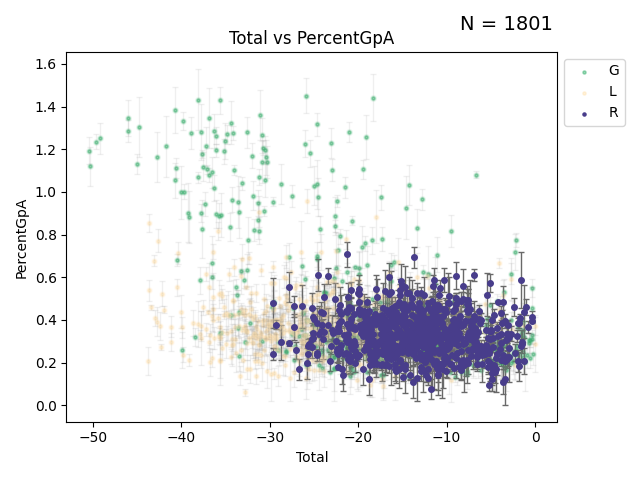 N = 1801
Total vs PercentGpA
G
L
R
PercentGpA
1.6
1.4
1.2
1.0
0.8
0.6
0.4
0.2
0.0
−50 −40 −30 −20 −10 0
Total